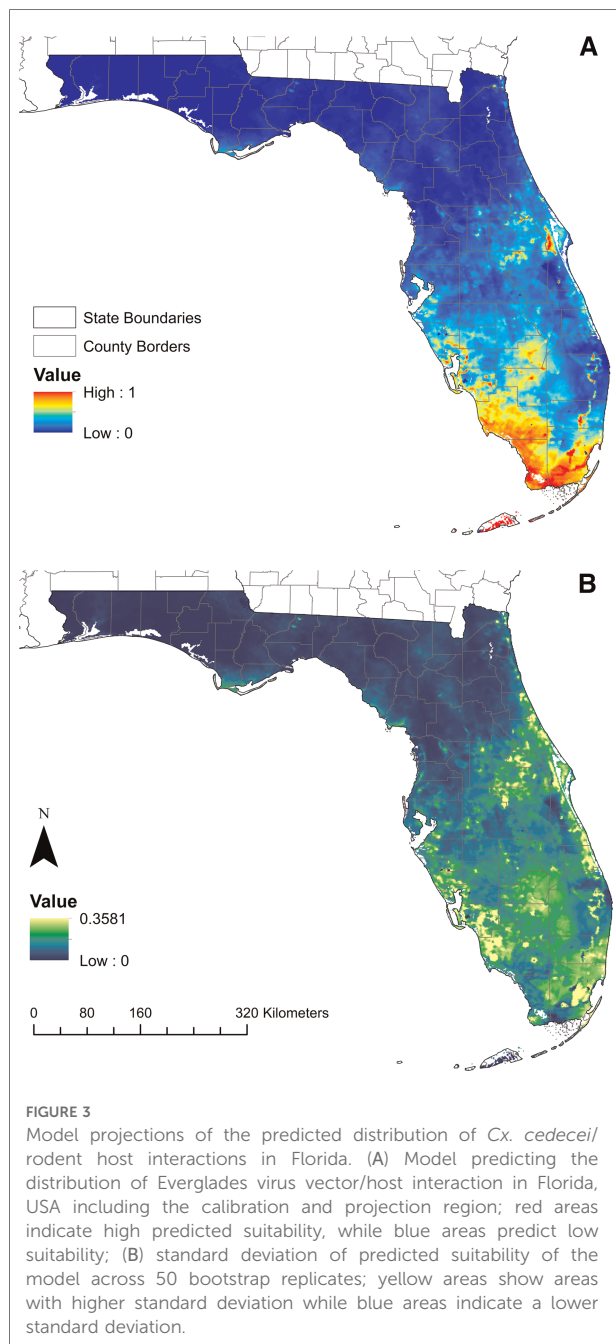 A
State Boundaries
County Borders
Value
High : 1
Low : 0
B
N
Value
0.3581
Low : 0
0 80 160 320 Kilometers
FIGURE 3
Model projections of the predicted distribution of Cx. cedecei/
rodent host interactions in Florida. (A) Model predicting the
distribution of Everglades virus vector/host interaction in Florida,
USA including the calibration and projection region; red areas
indicate high predicted suitability, while blue areas predict low
suitability; (B) standard deviation of predicted suitability of the
model across 50 bootstrap replicates; yellow areas show areas
with higher standard deviation while blue areas indicate a lower
standard deviation.